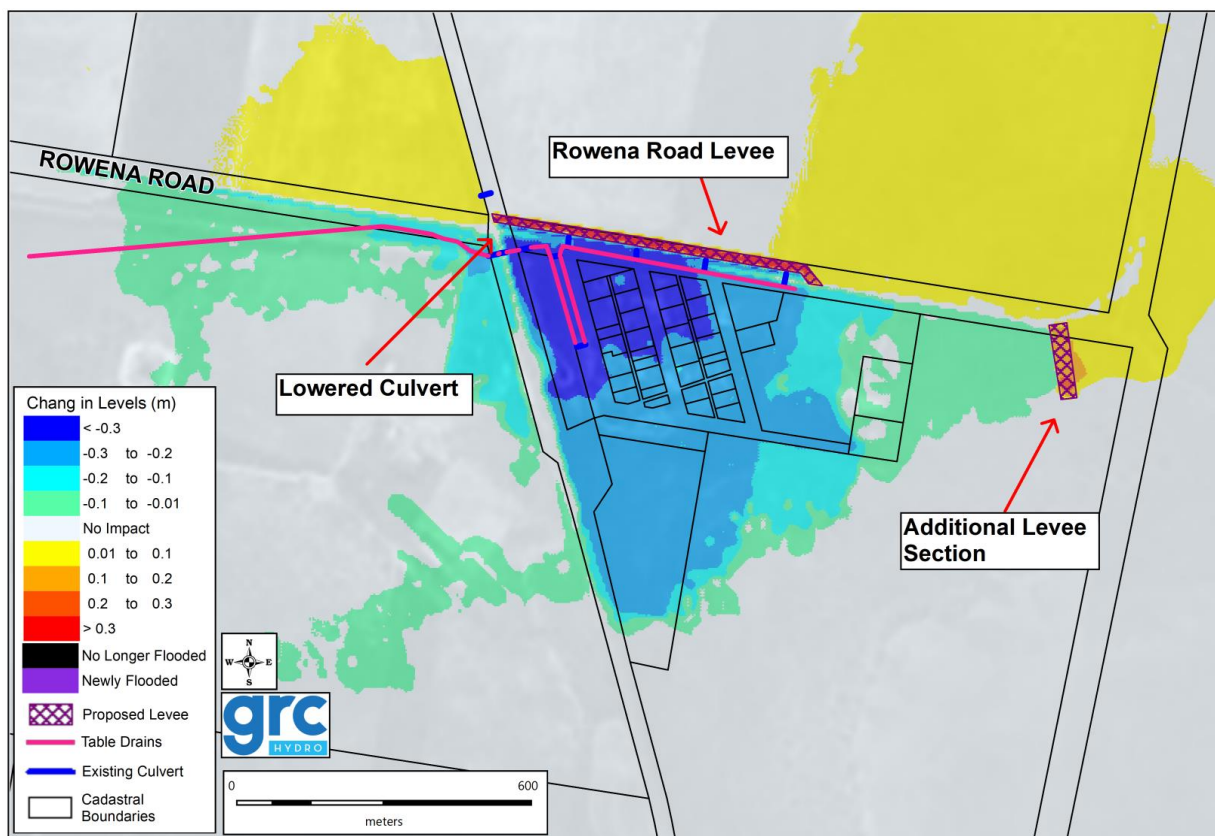 ROWENA ROAD
Rowena Road Levee
Lowered Culvert
Additional Levee
Section
Chang in Levels (m)
< -0.3
-0.3 to -0.2
-0.2 to -0.1
-0.1 to -0.01
No Impact
0.01 to 0.1
0.1 to 0.2
0.2 to 0.3
> 0.3
No Longer Flooded
Newly Flooded
Proposed Levee
Table Drains
Existing Culvert
Cadastral
Boundaries
N
W E
S
grc
HYDRO
0 600
meters